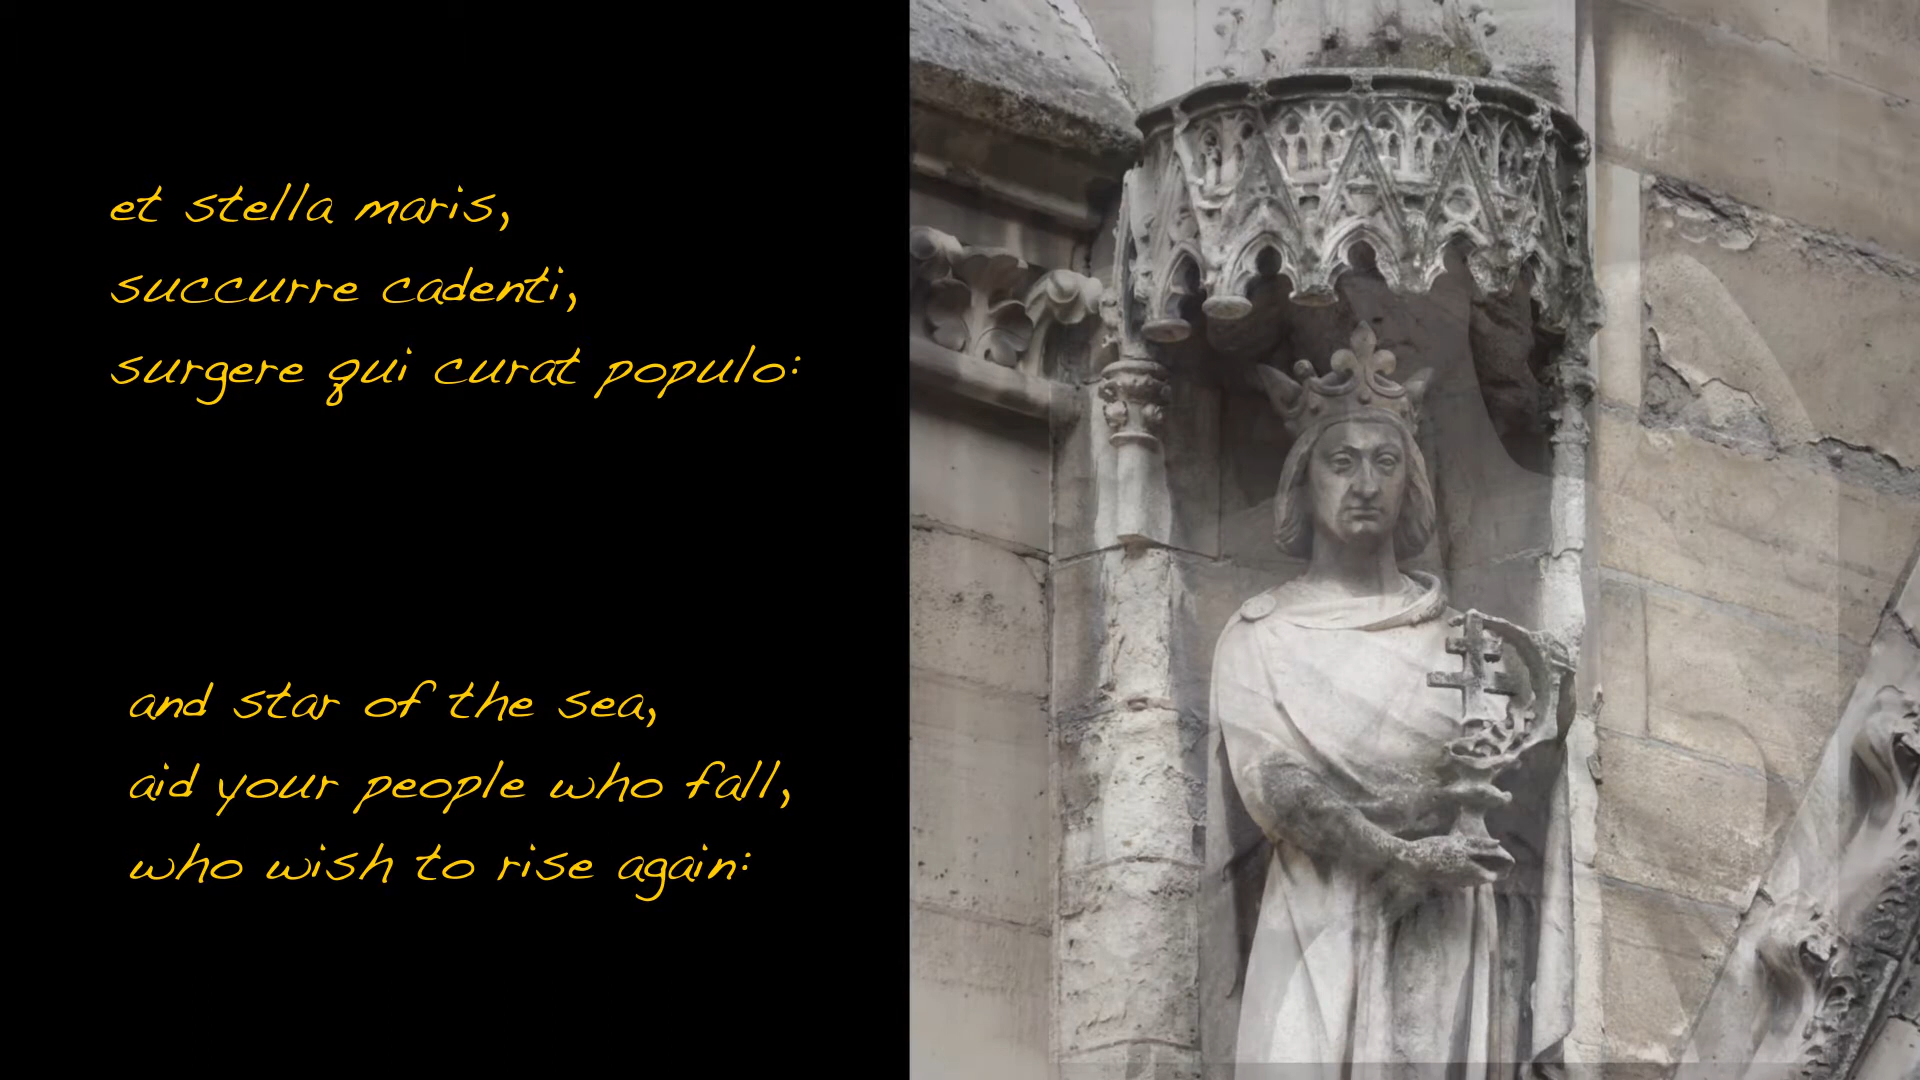 et stella maris,
succurre cadenti,
surgere qui curat populo:
and star of the sea,
aid your people who fall,
who wish to rise again: